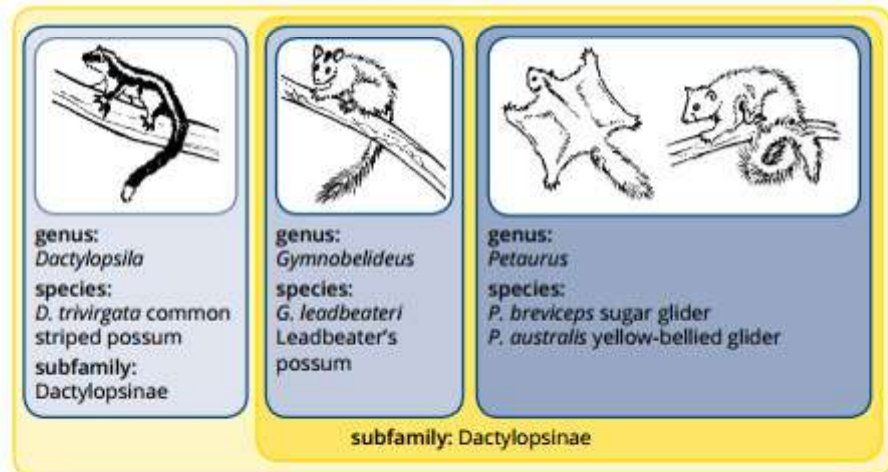 genus:
Dactylopsila
species:
D. trivirgata common
striped possum
subfamily:
Dactylopsinae
genus:
Gymnobelideus
species:
G. leadbeateri
Leadbeater's
possum
genus:
Petaurus
species:
P. breviceps sugar glider
P. australis yellow-bellied glider
subfamily: Dactylopsinae